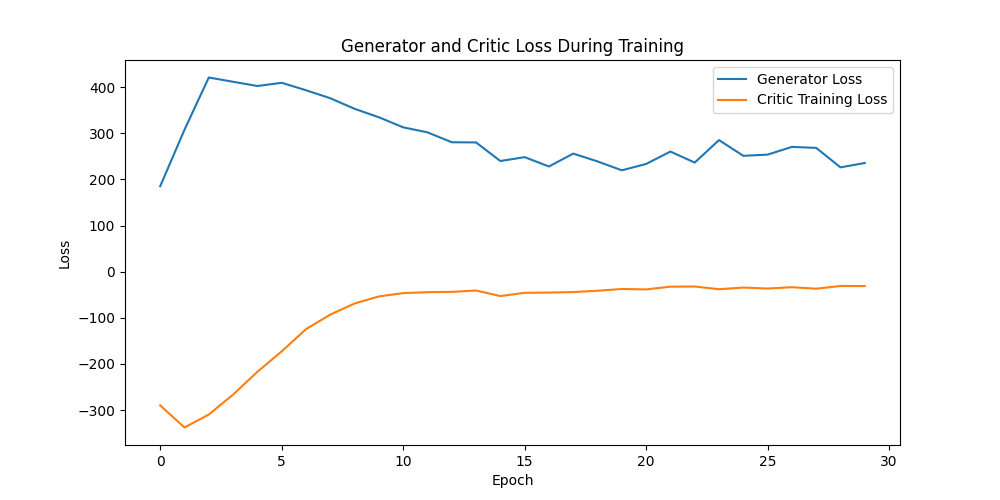 Generator and Critic Loss During Training
Generator Loss
Critic Training Loss
400
300
200
100
0
−100
−200
−300
Loss
0 5 10 15 20 25 30
Epoch